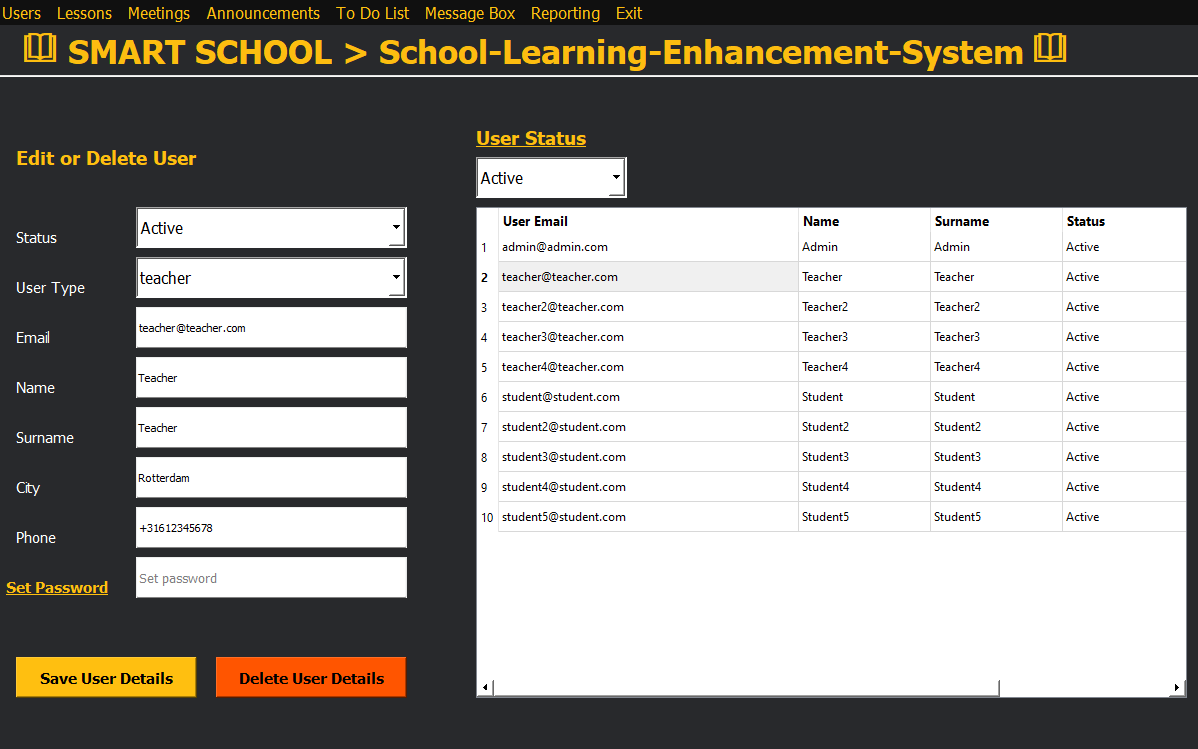 Users Lessons Meetings Announcements To Do List Message Box Reporting Exit
SMART SCHOOL > School-Learning-Enhancement-System
Edit or Delete User
Status Active
User Type teacher
Email teacher@teacher.com
Name Teacher
Surname Teacher
City Rotterdam
Phone +31612345678
Set Password Set password
Save User Details Delete User Details
User Status
Active
User Email Name Surname Status
1 admin@admin.com Admin Admin Active
2 teacher@teacher.com Teacher Teacher Active
3 teacher2@teacher.com Teacher2 Teacher2 Active
4 teacher3@teacher.com Teacher3 Teacher3 Active
5 teacher4@teacher.com Teacher4 Teacher4 Active
6 student@student.com Student Student Active
7 student2@student.com Student2 Student2 Active
8 student3@student.com Student3 Student3 Active
9 student4@student.com Student4 Student4 Active
10 student5@student.com Student5 Student5 Active